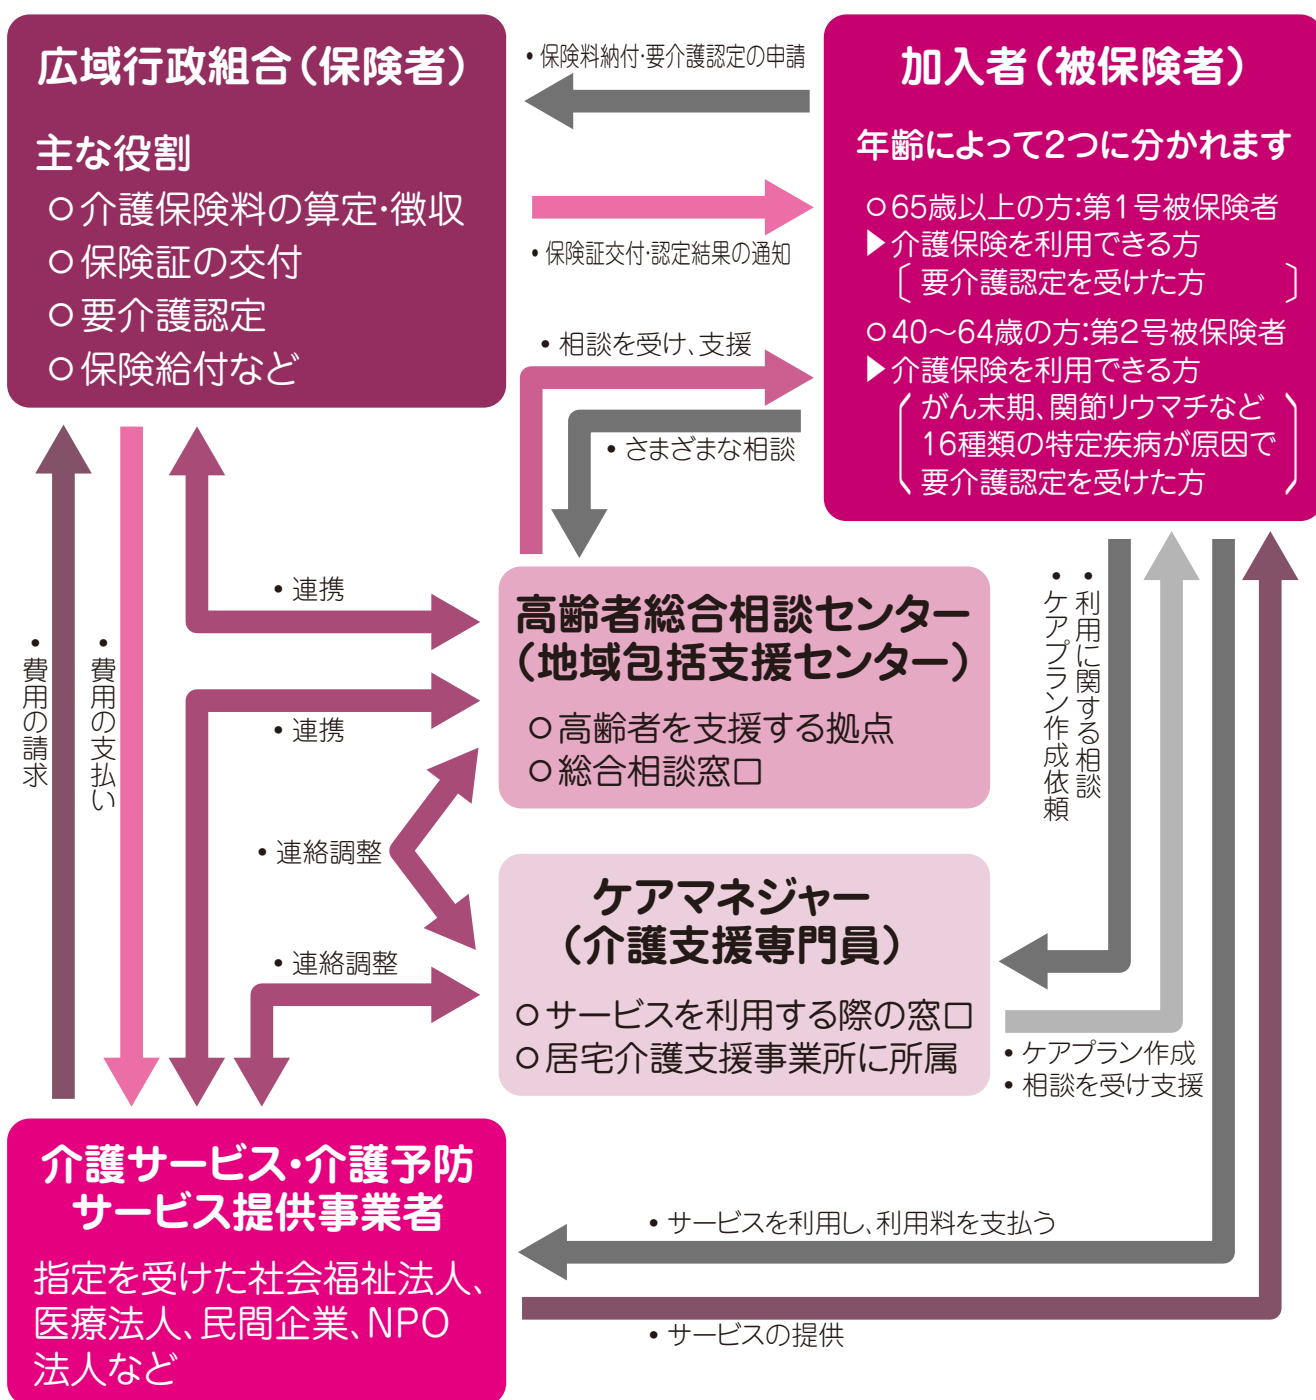 広域行政組合(保険者)
主な役割
○介護保険料の算定・徴収
○保険証の交付
○要介護認定
○保険給付など
・保険料納付・要介護認定の申請
・保険証交付・認定結果の通知
加入者(被保険者)
年齢によって2つに分かれます
○65歳以上の方:第1号被保険者
▶介護保険を利用できる方
〔要介護認定を受けた方〕
○40〜64歳の方:第2号被保険者
▶介護保険を利用できる方
(がん末期、関節リウマチなど
16種類の特定疾病が原因で
要介護認定を受けた方)
・相談を受け、支援
・さまざまな相談
・連携
高齢者総合相談センター
(地域包括支援センター)
○高齢者を支援する拠点
○総合相談窓口
・連携
・費用の請求
・費用の支払い
・利用に関する相談
・ケアプラン作成依頼
・連絡調整
ケアマネジャー
(介護支援専門員)
○サービスを利用する際の窓口
○居宅介護支援事業所に所属
・連絡調整
・ケアプラン作成
・相談を受け支援
介護サービス・介護予防
サービス提供事業者
指定を受けた社会福祉法人、
医療法人、民間企業、NPO
法人など
・サービスを利用し、利用料を支払う
・サービスの提供